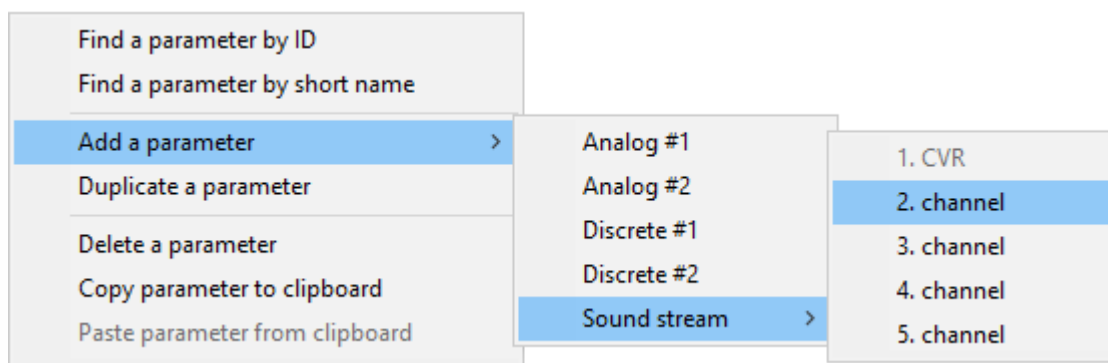 Find a parameter by ID
Find a parameter by short name
Add a parameter
Duplicate a parameter
Delete a parameter
Copy parameter to clipboard
Paste parameter from clipboard
Analog #1
Analog #2
Discrete #1
Discrete #2
Sound stream
1. CVR
2. channel
3. channel
4. channel
5. channel